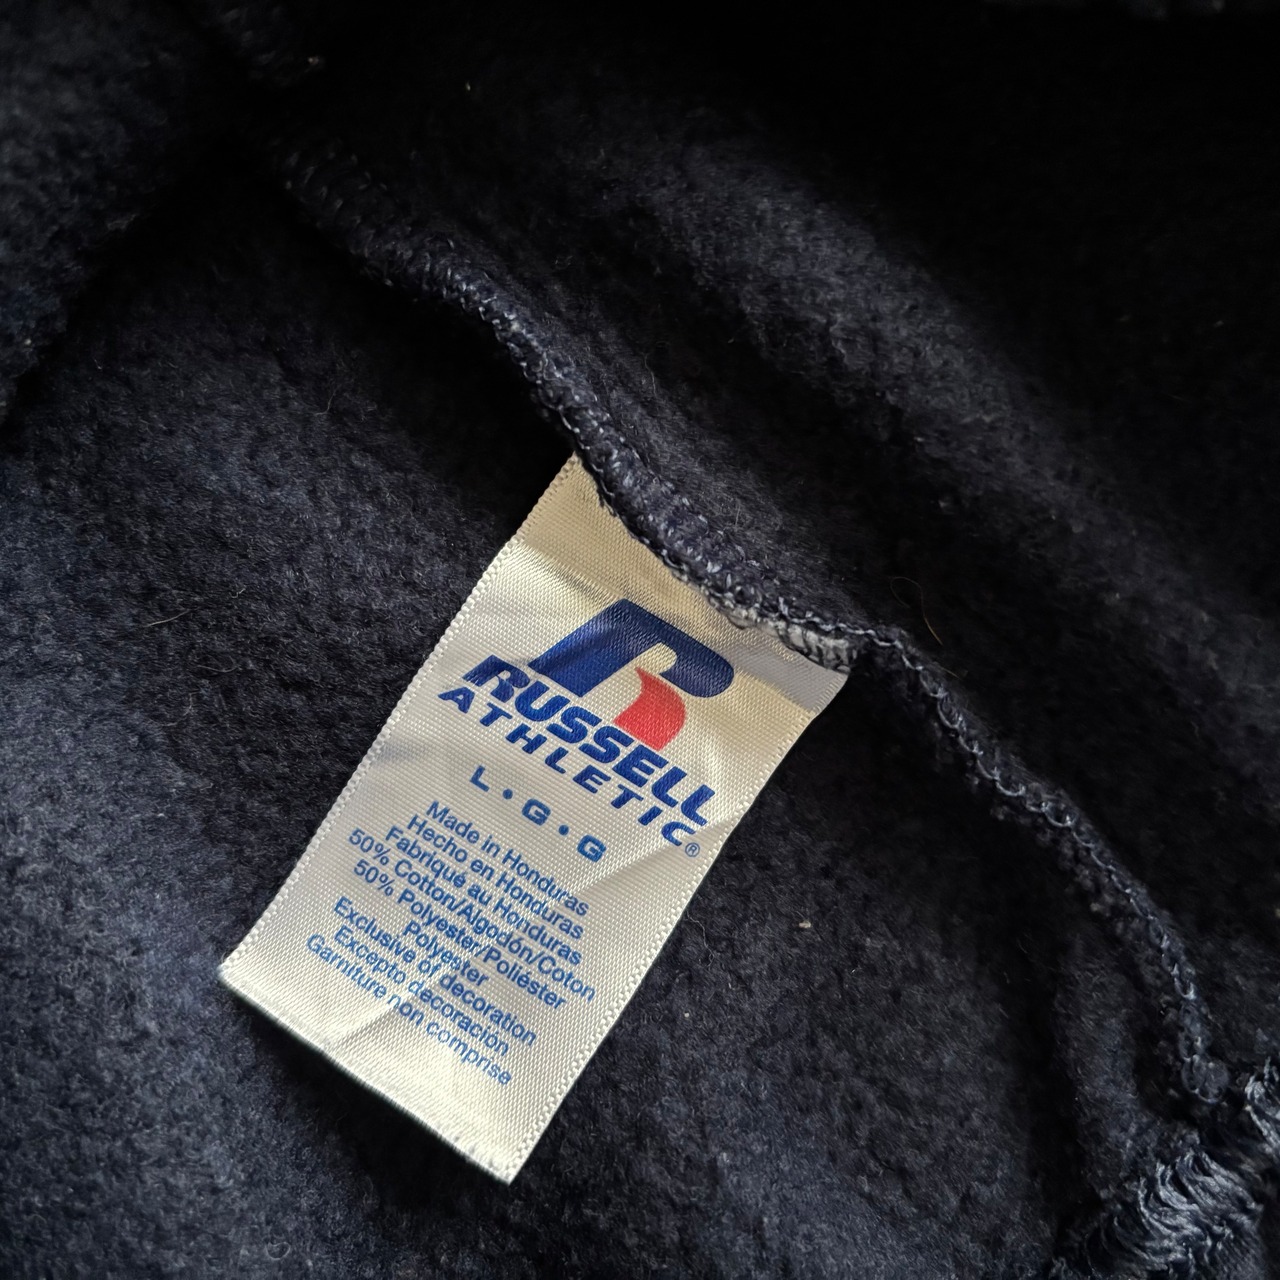 RUSSELL
ATHLETIC®
L • G • G
Made in Honduras
Hecho en Honduras
Fabriqué au Honduras
50% Cotton/Algodón/Coton
50% Polyester/Poliéster
Polyester
Exclusive of decoration
Excepto decoración
Garniture non comprise